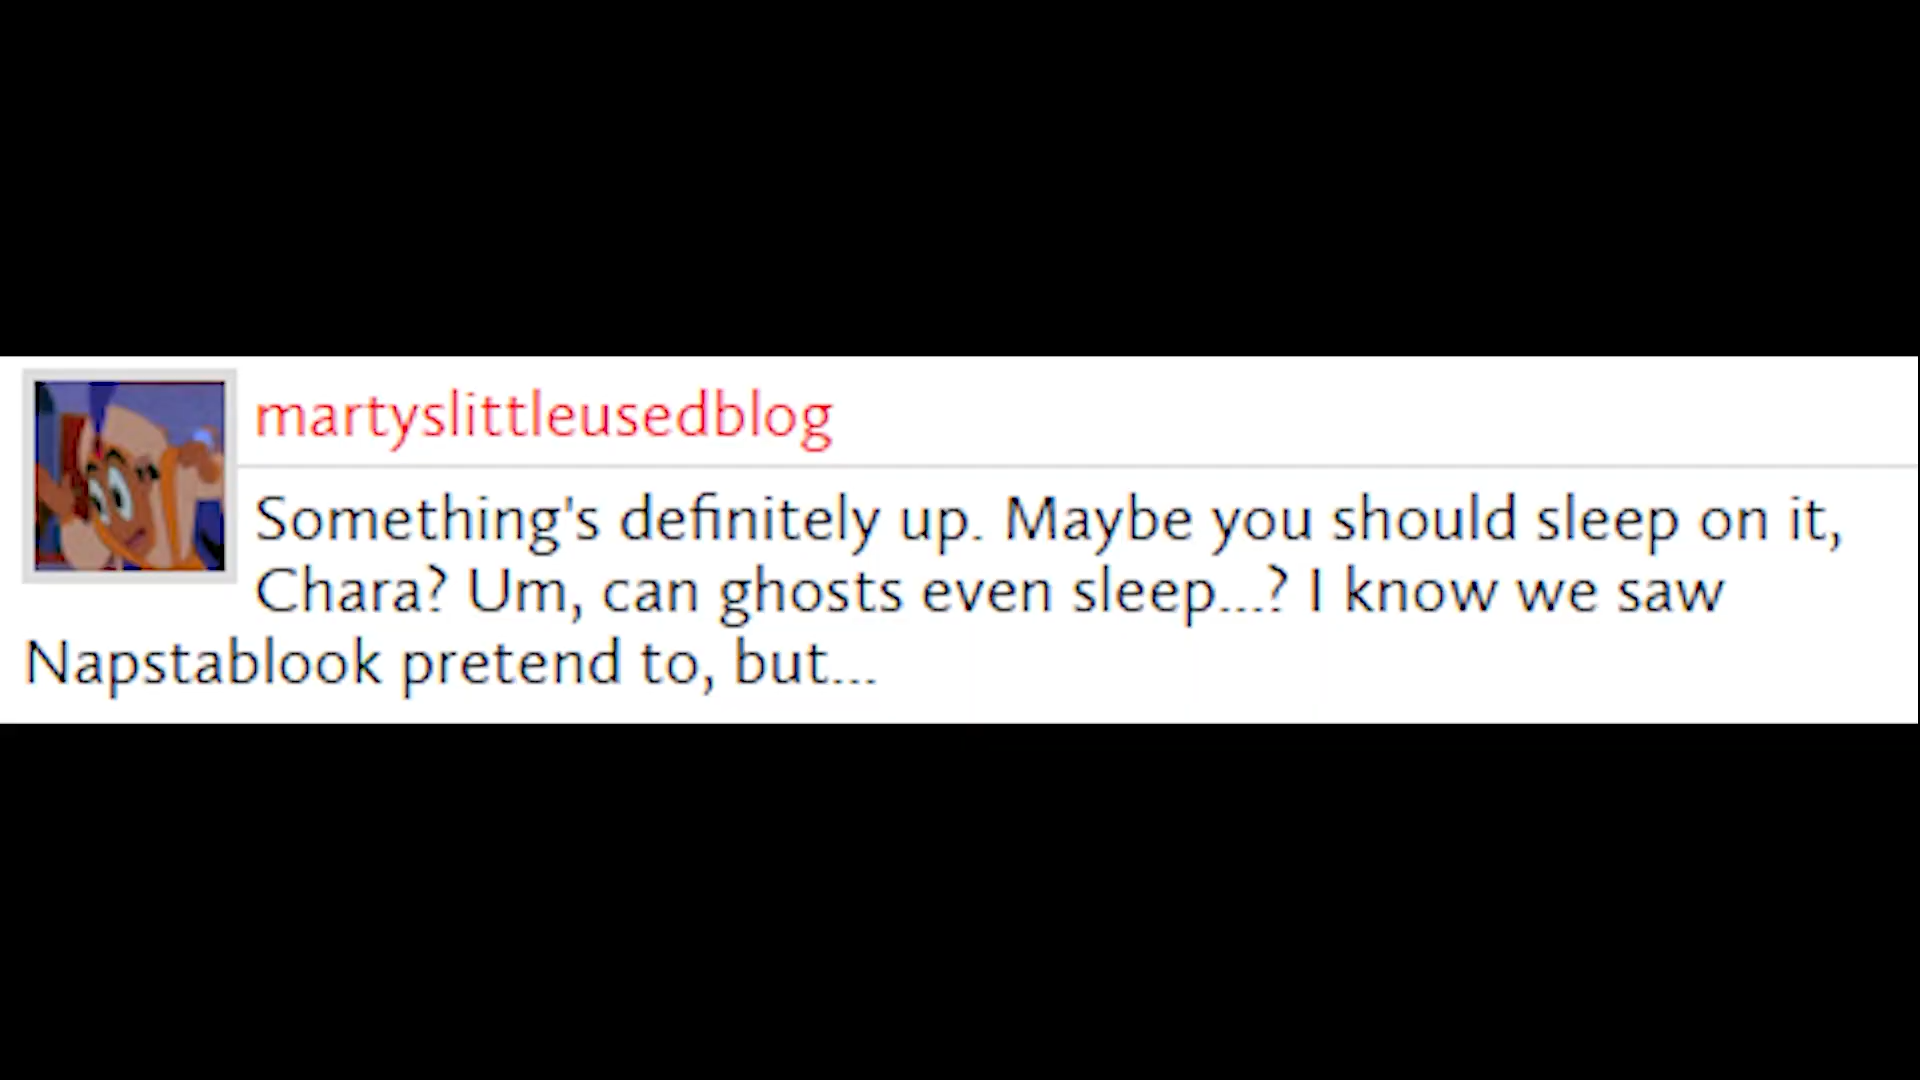 martyslittleusedblog
Something's definitely up. Maybe you should sleep on it,
Chara? Um, can ghosts even sleep...? I know we saw
Napstablook pretend to, but...